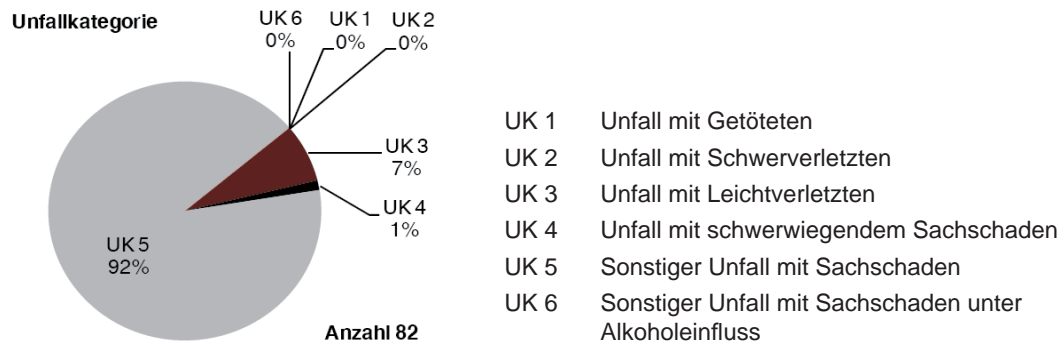 Unfallkategorie
UK 6
0%
UK 1
0%
UK 2
0%
UK 3
7%
UK 4
1%
UK 5
92%
Anzahl 82
UK 1 Unfall mit Getöteten
UK 2 Unfall mit Schwerverletzten
UK 3 Unfall mit Leichtverletzten
UK 4 Unfall mit schwerwiegendem Sachschaden
UK 5 Sonstiger Unfall mit Sachschaden
UK 6 Sonstiger Unfall mit Sachschaden unter
Alkoholeinfluss